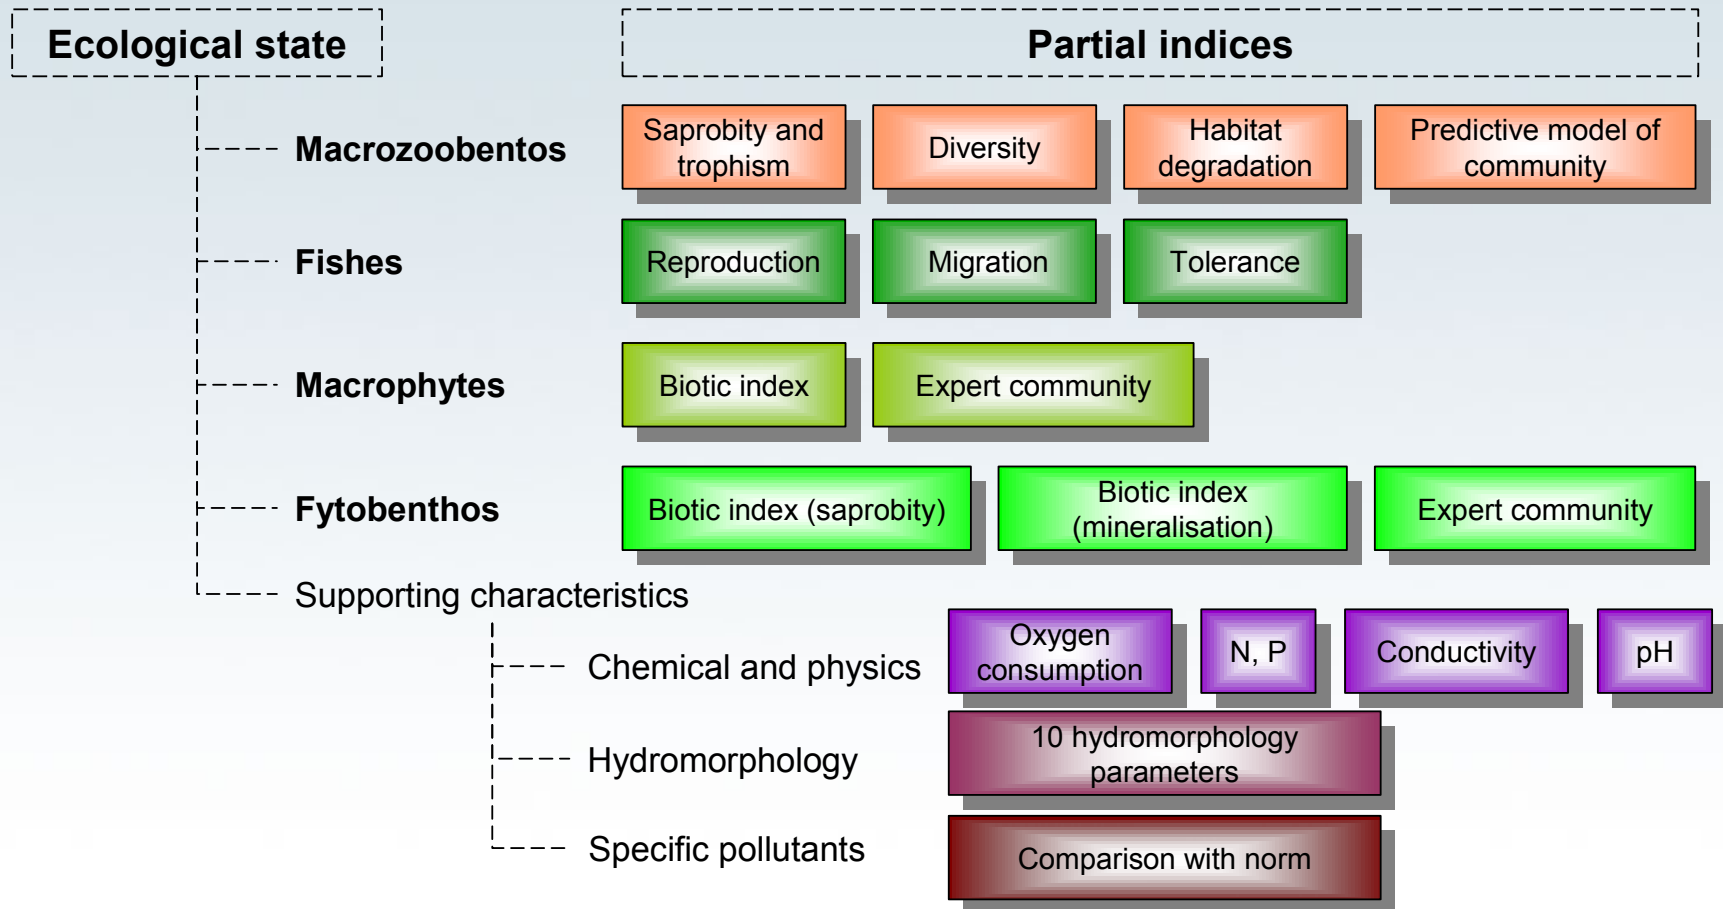 Ecological state
Partial indices
Macrozoobentos
Saprobity and
trophism
Diversity
Habitat
degradation
Predictive model of
community
Fishes
Reproduction
Migration
Tolerance
Macrophytes
Biotic index
Expert community
Fytobenthos
Biotic index (saprobity)
Biotic index
(mineralisation)
Expert community
Supporting characteristics
Chemical and physics
Oxygen
consumption
N, P
Conductivity
pH
Hydromorphology
10 hydromorphology
parameters
Specific pollutants
Comparison with norm